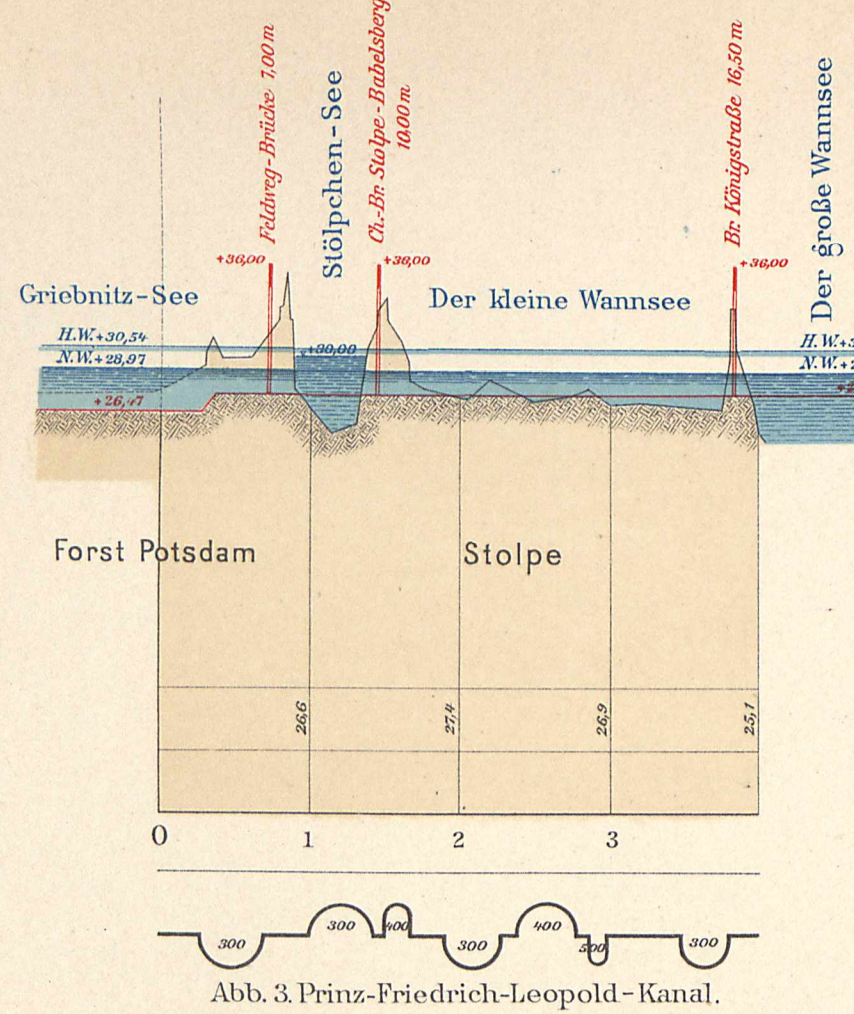 Feldweg-Brücke 7,00 m
Stölpchen-See
Ch.-Br. Stolpe-Babelsberg
10,00 m
Br. Königstraße 16,50 m
Der große Wannsee
+36,00
+36,00
+36,00
Griebnitz-See
Der kleine Wannsee
H.W.+30,54
N.W.+28,97
+30,00
H.W.+3
N.W.+2
+26,47
+2
Forst Potsdam
Stolpe
26,6
27,4
26,9
25,1
0 1 2 3
300 300 400 300 400 500 300
Abb. 3. Prinz-Friedrich-Leopold-Kanal.